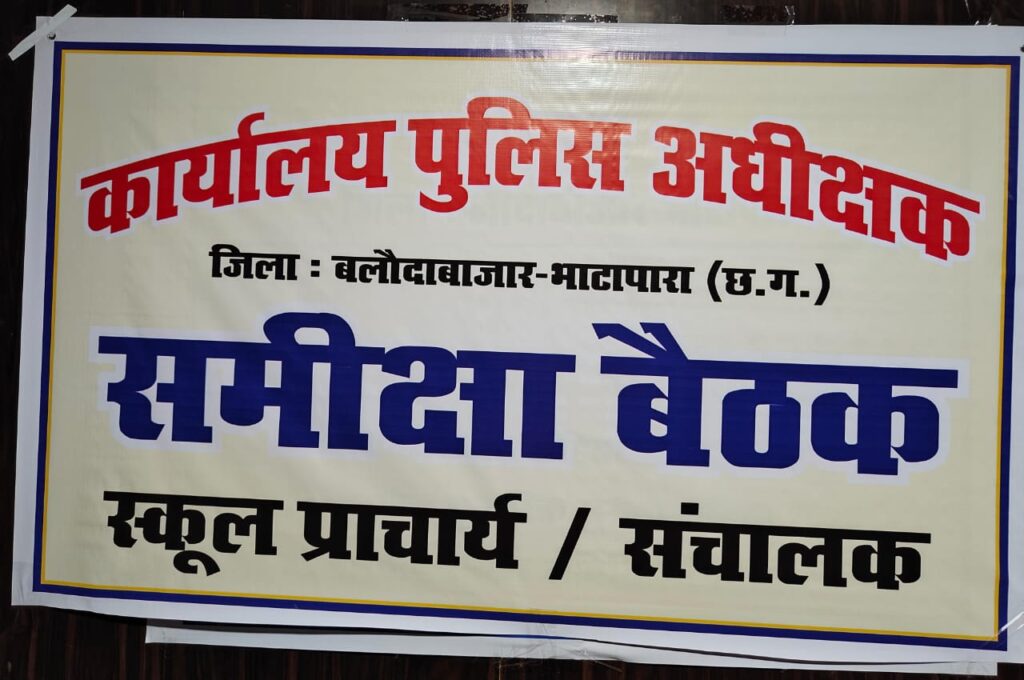 कार्यालय पुलिस अधीक्षक
जिला : बलौदाबाजार-भाटापारा (छ.ग.)
समीक्षा बैठक
स्कूल प्राचार्य / संचालक